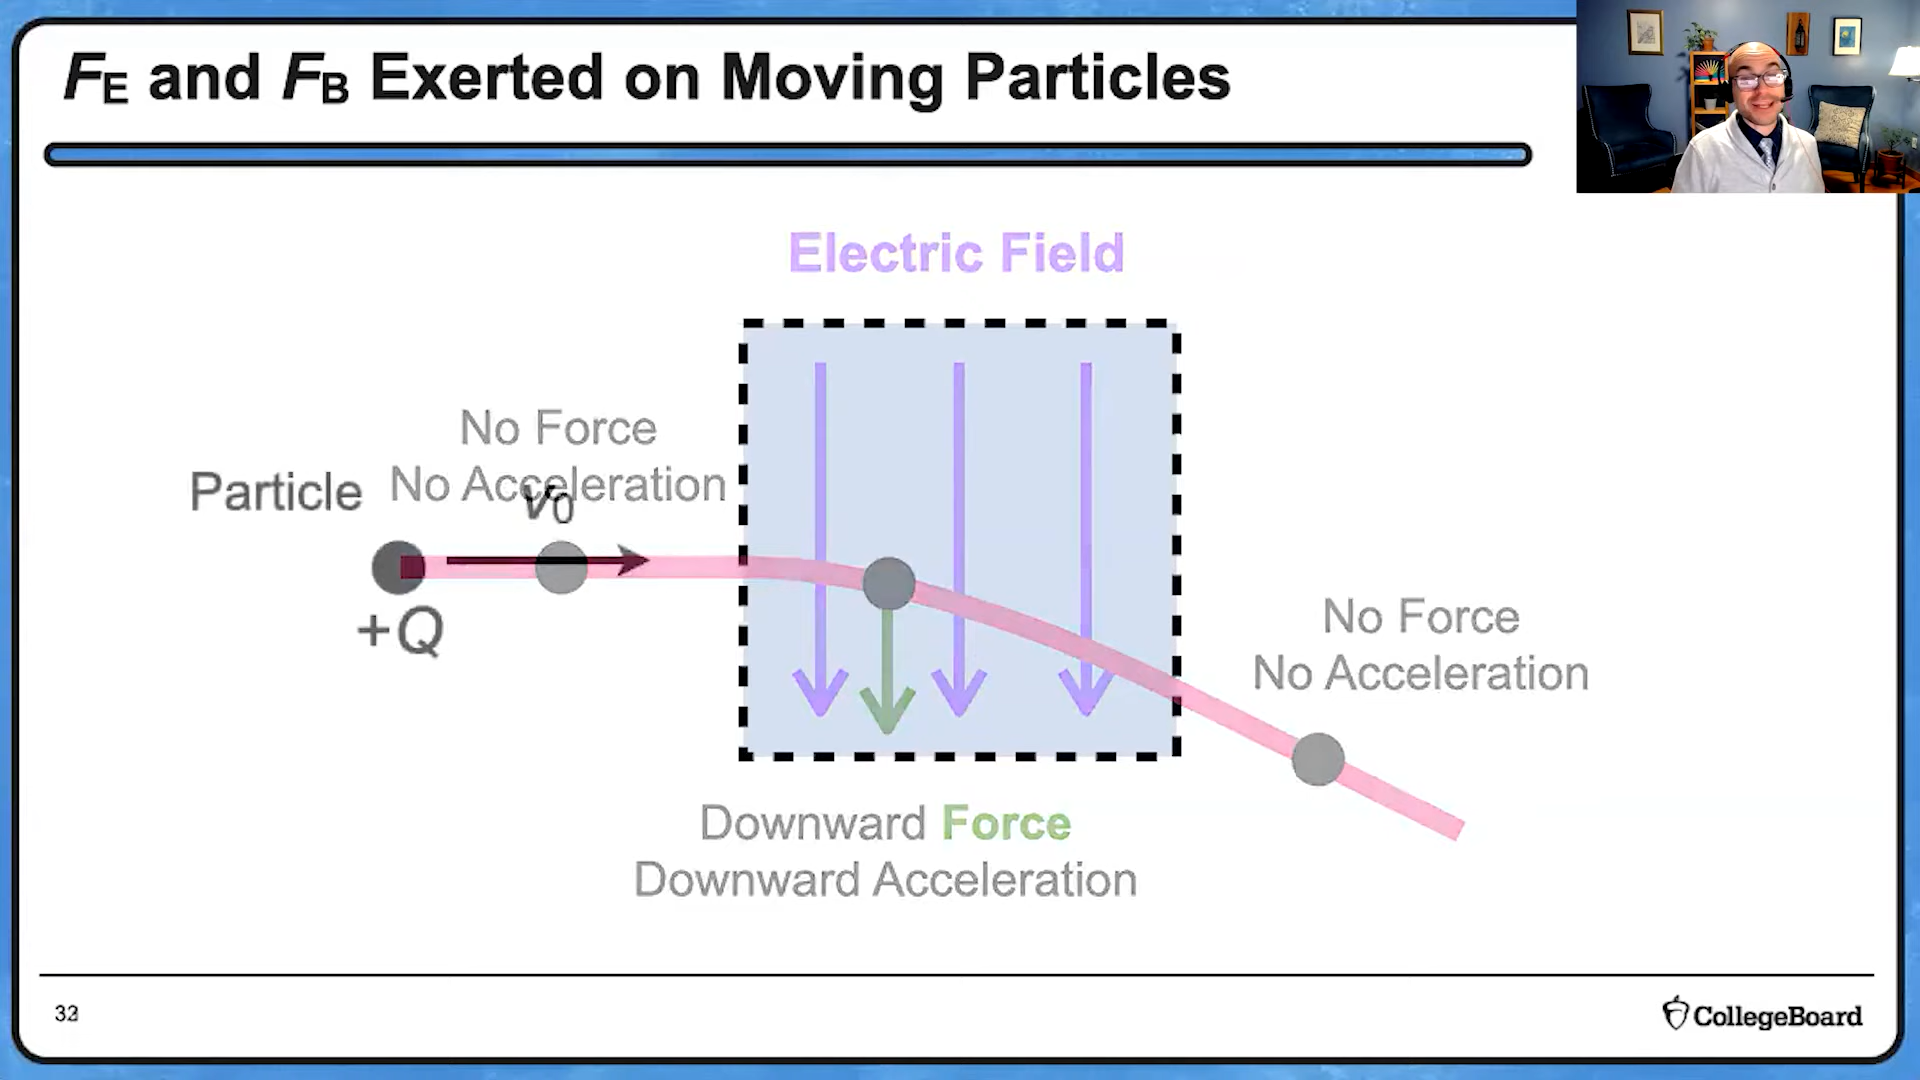 FE and FB Exerted on Moving Particles
Electric Field
No Force
No Acceleration
Particle
v0
+Q
No Force
No Acceleration
Downward Force
Downward Acceleration
CollegeBoard